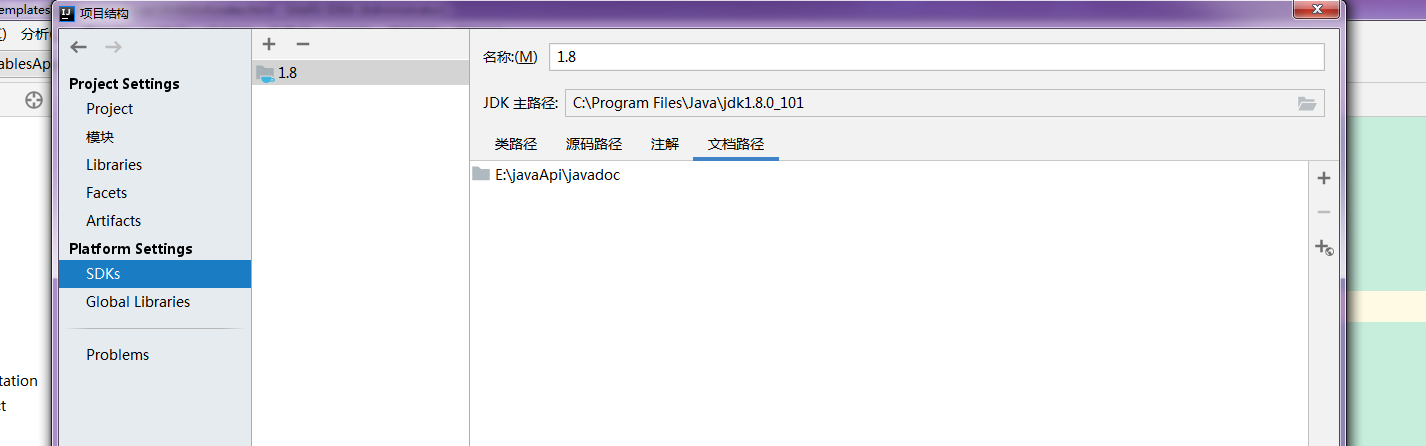 emplates
项目结构
分析
ablesAp
Project Settings
Project
模块
Libraries
Facets
Artifacts
Platform Settings
SDKs
Global Libraries
Problems
1.8
名称:(M) 1.8
JDK 主路径: C:\Program Files\Java\jdk1.8.0_101
类路径 源码路径 注解 文档路径
E:\javaApi\javadoc
tation
ct